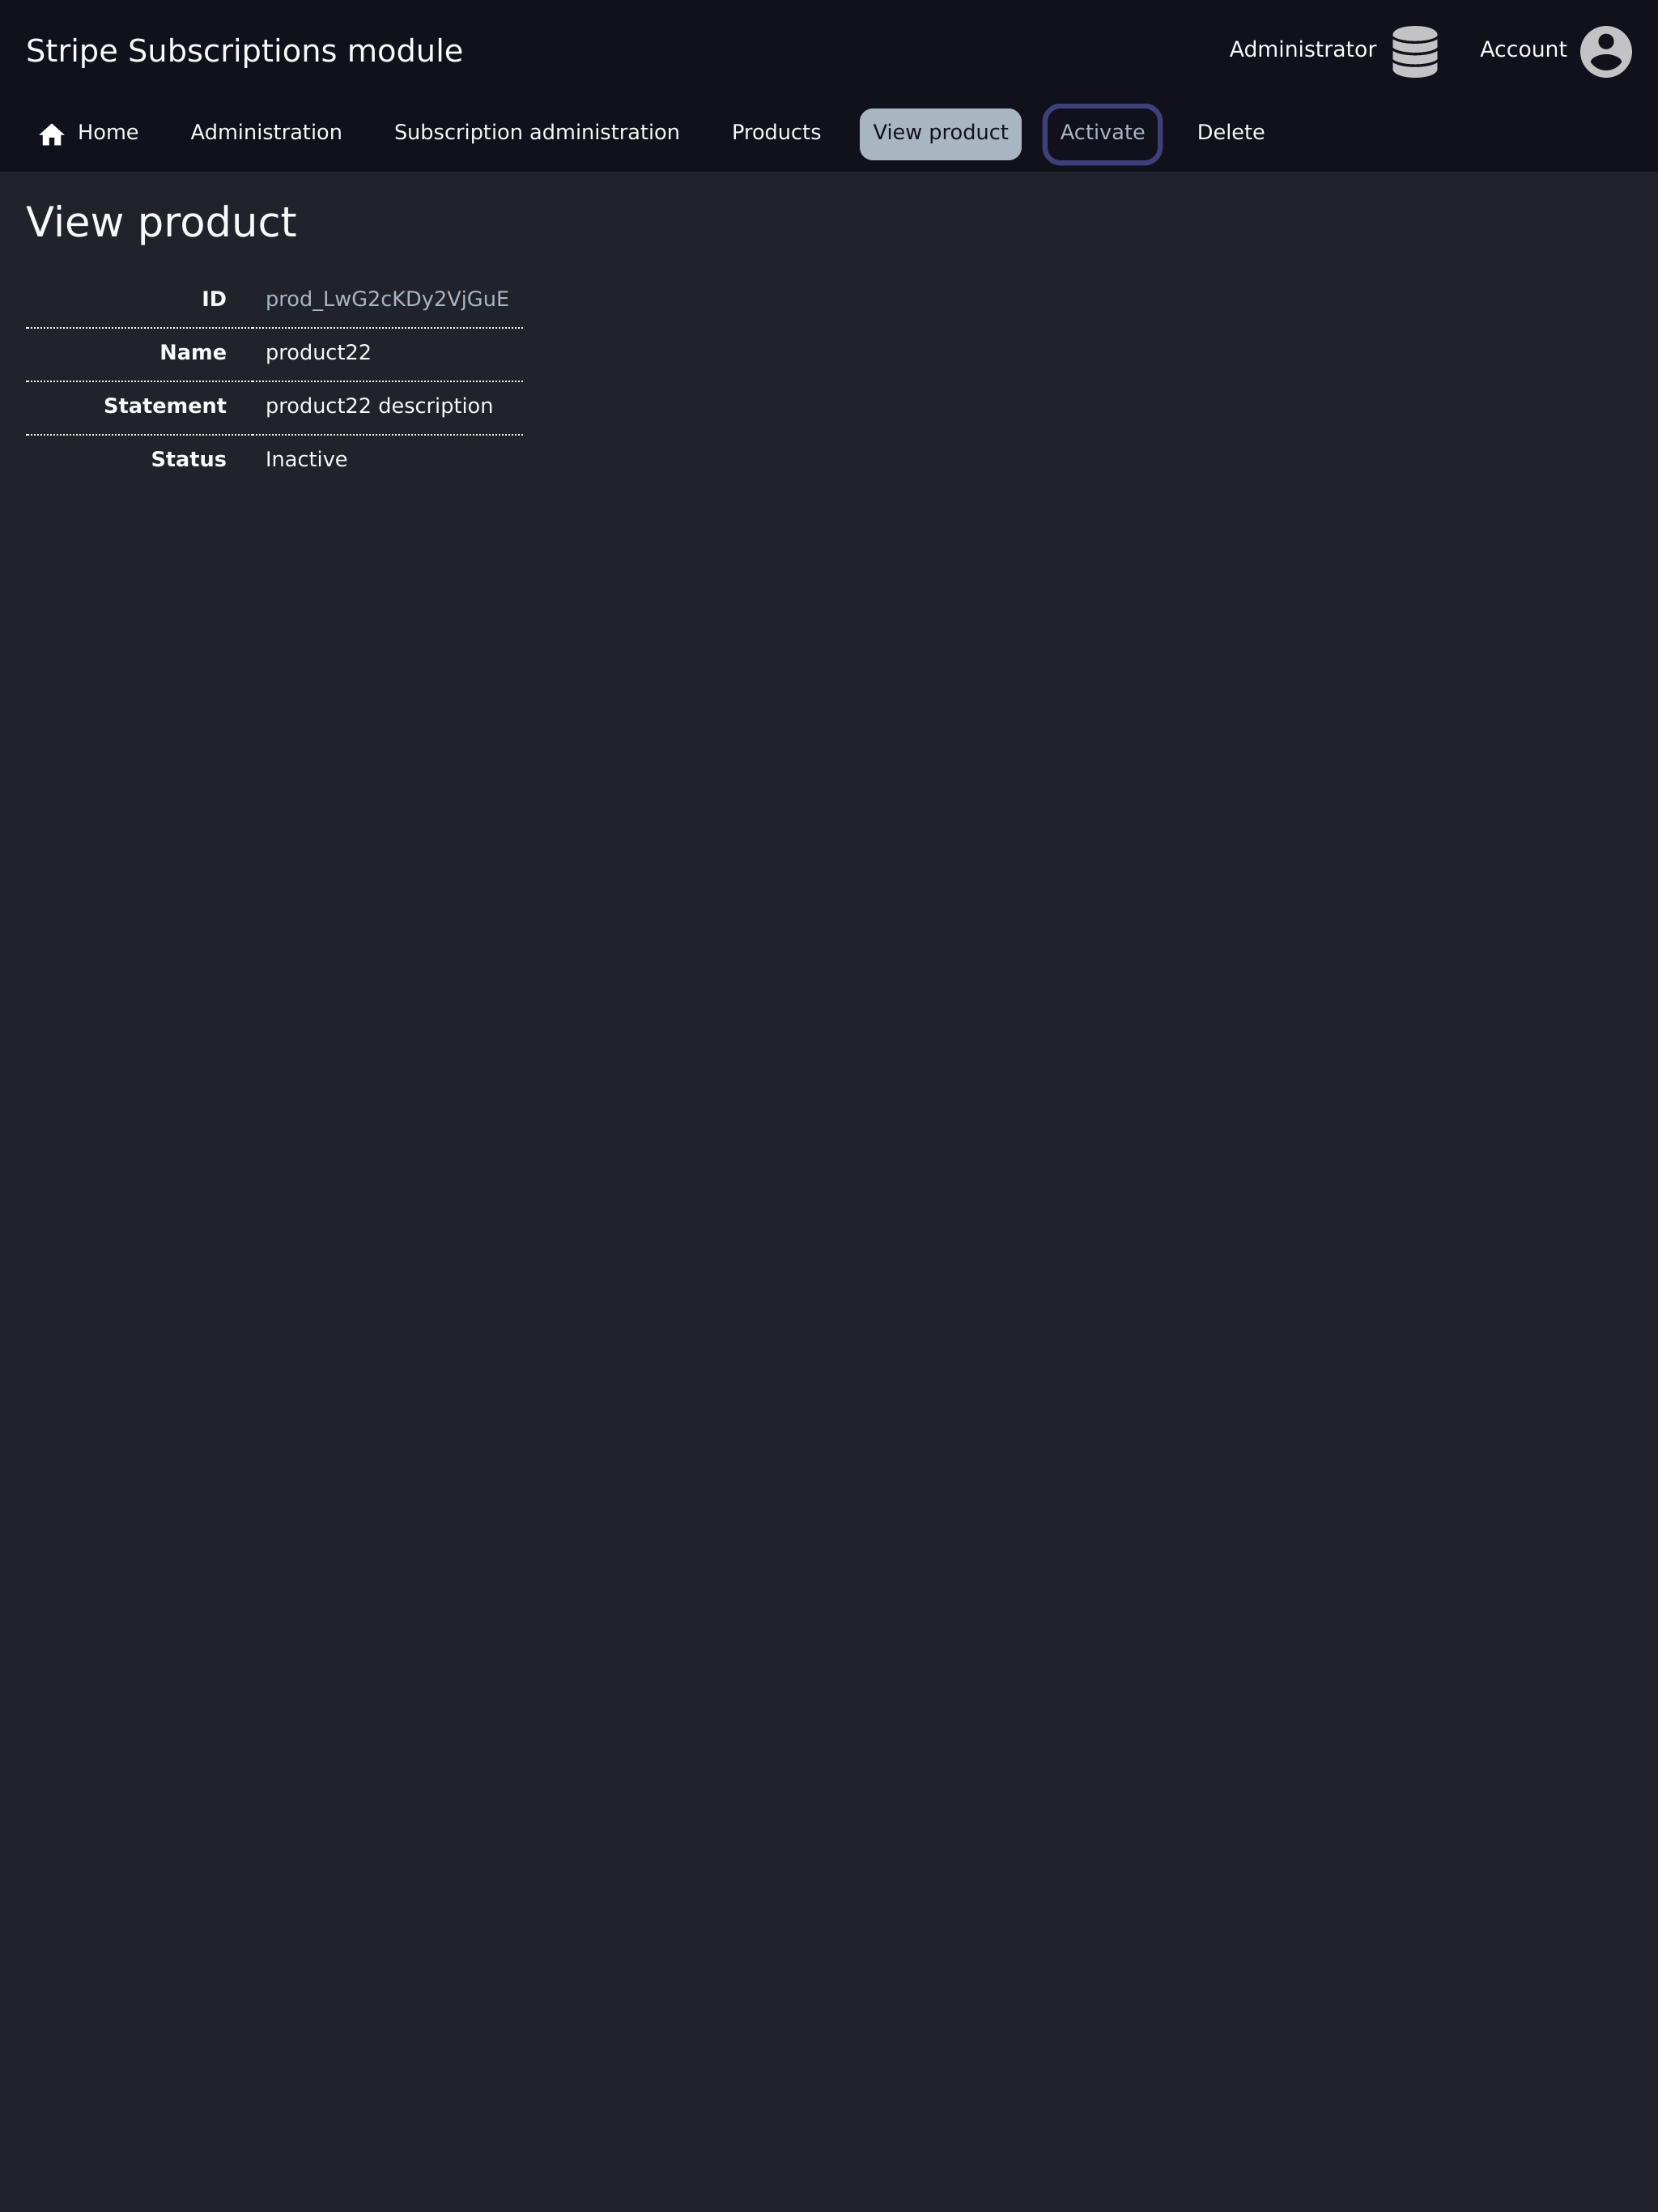 Stripe Subscriptions module Administrator Account
Home Administration Subscription administration Products View product Activate Delete
View product
ID prod_LwG2cKDy2VjGuE
Name product22
Statement product22 description
Status Inactive